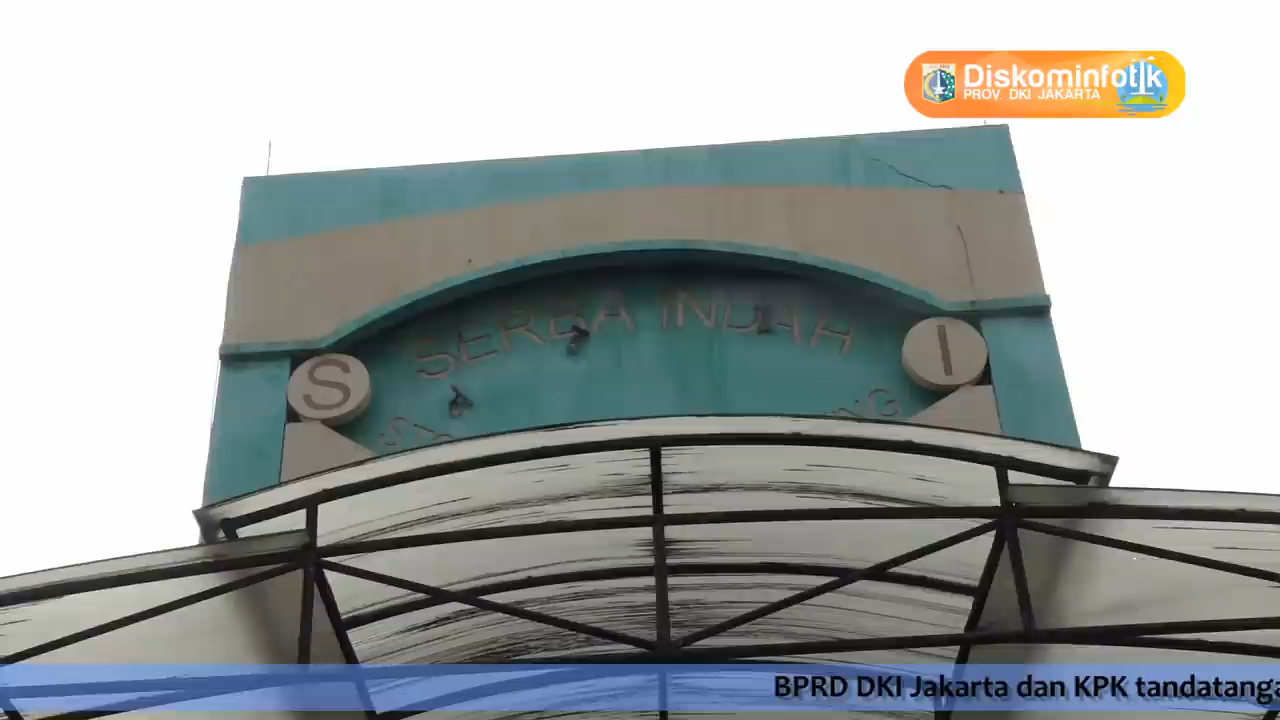 Diskominfotik
PROV. DKI JAKARTA
SERBA INDAH
S
I
BPRD DKI Jakarta dan KPK tandatanga